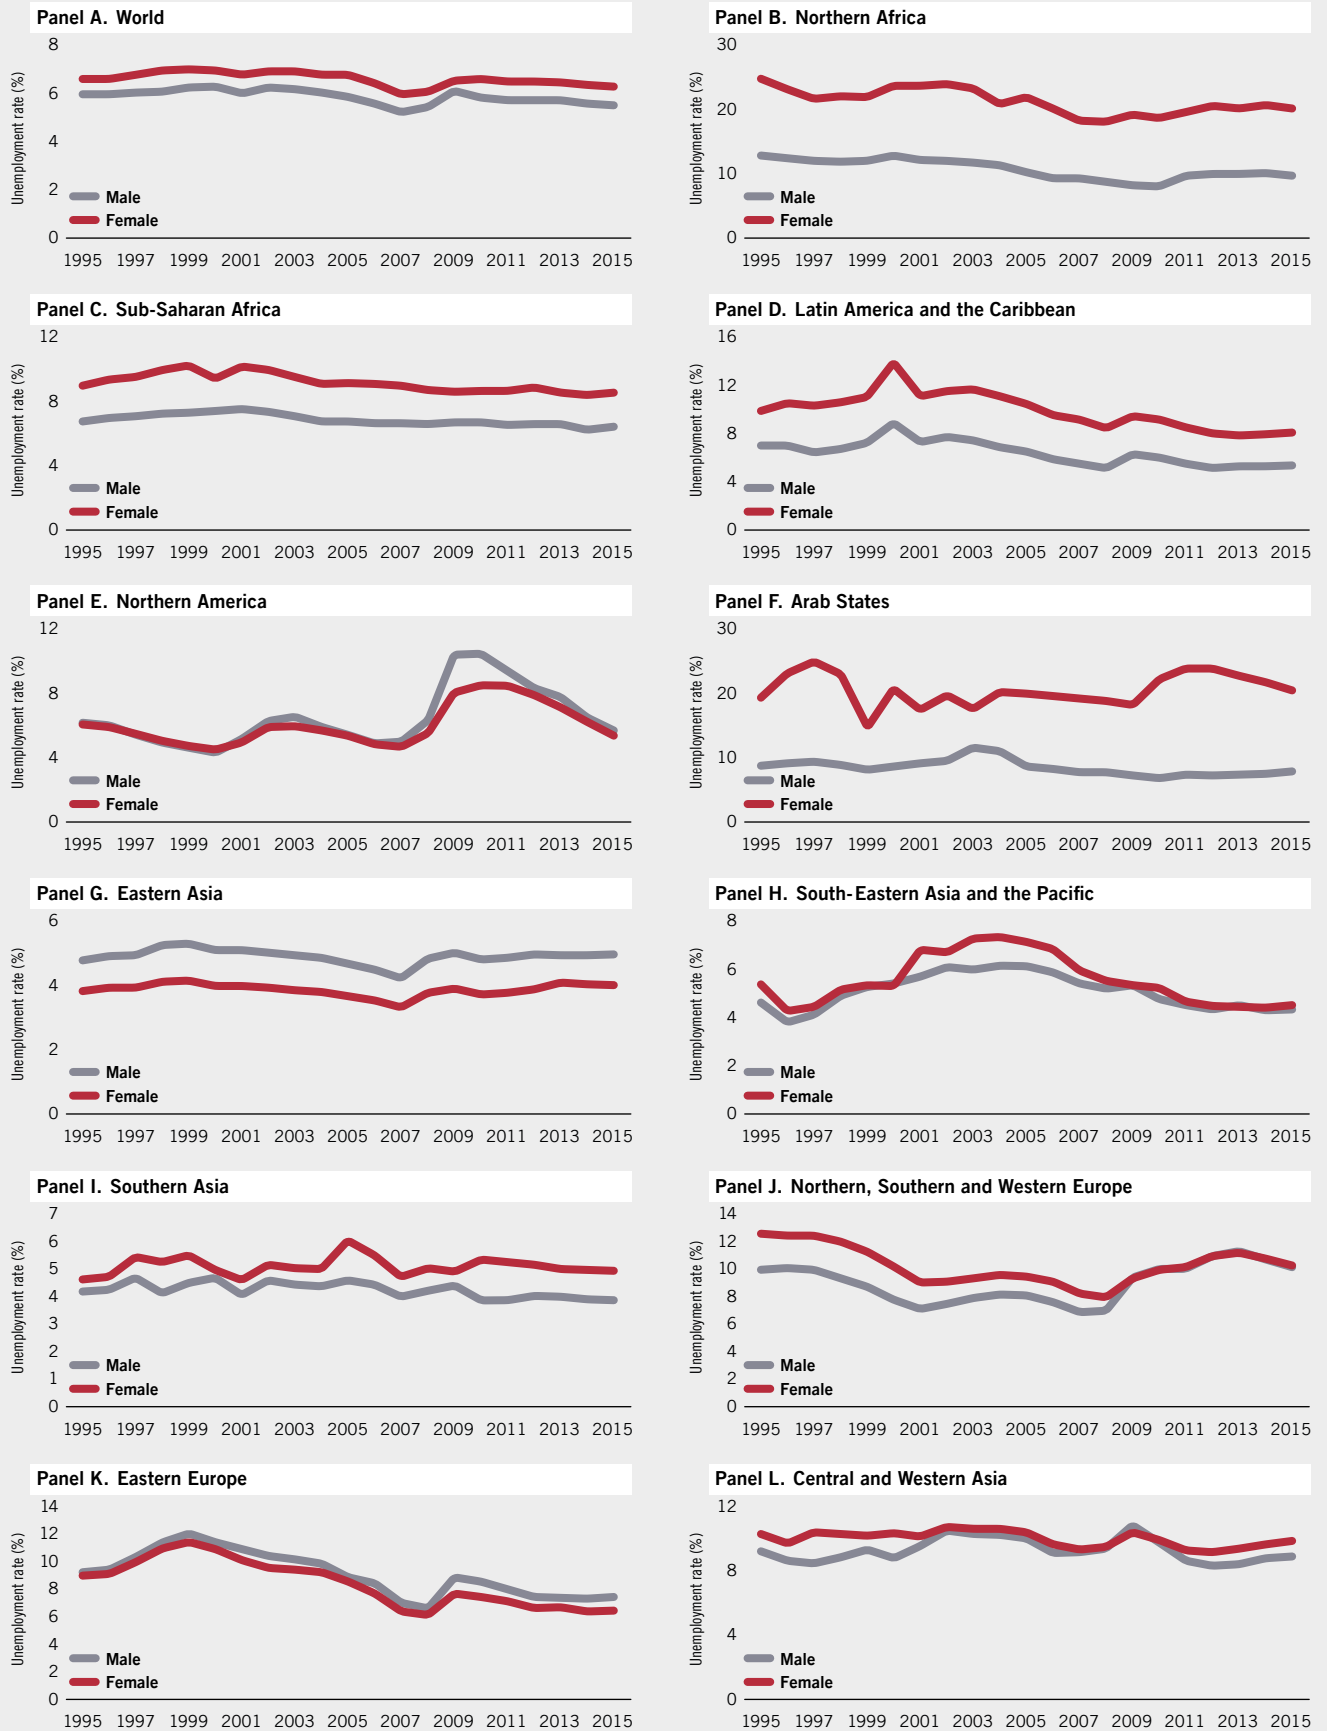 Panel A. World
Unemployment rate (%)
8
6
4
2
0
Male
Female
1995 1997 1999 2001 2003 2005 2007 2009 2011 2013 2015
Panel B. Northern Africa
Unemployment rate (%)
30
20
10
0
Male
Female
1995 1997 1999 2001 2003 2005 2007 2009 2011 2013 2015
Panel C. Sub-Saharan Africa
Unemployment rate (%)
12
8
4
0
Male
Female
1995 1997 1999 2001 2003 2005 2007 2009 2011 2013 2015
Panel D. Latin America and the Caribbean
Unemployment rate (%)
16
12
8
4
0
Male
Female
1995 1997 1999 2001 2003 2005 2007 2009 2011 2013 2015
Panel E. Northern America
Unemployment rate (%)
12
8
4
0
Male
Female
1995 1997 1999 2001 2003 2005 2007 2009 2011 2013 2015
Panel F. Arab States
Unemployment rate (%)
30
20
10
0
Male
Female
1995 1997 1999 2001 2003 2005 2007 2009 2011 2013 2015
Panel G. Eastern Asia
Unemployment rate (%)
6
4
2
0
Male
Female
1995 1997 1999 2001 2003 2005 2007 2009 2011 2013 2015
Panel H. South-Eastern Asia and the Pacific
Unemployment rate (%)
8
6
4
2
0
Male
Female
1995 1997 1999 2001 2003 2005 2007 2009 2011 2013 2015
Panel I. Southern Asia
Unemployment rate (%)
7
6
5
4
3
2
1
0
Male
Female
1995 1997 1999 2001 2003 2005 2007 2009 2011 2013 2015
Panel J. Northern, Southern and Western Europe
Unemployment rate (%)
14
12
10
8
6
4
2
0
Male
Female
1995 1997 1999 2001 2003 2005 2007 2009 2011 2013 2015
Panel K. Eastern Europe
Unemployment rate (%)
14
12
10
8
6
4
2
0
Male
Female
1995 1997 1999 2001 2003 2005 2007 2009 2011 2013 2015
Panel L. Central and Western Asia
Unemployment rate (%)
12
8
4
0
Male
Female
1995 1997 1999 2001 2003 2005 2007 2009 2011 2013 2015